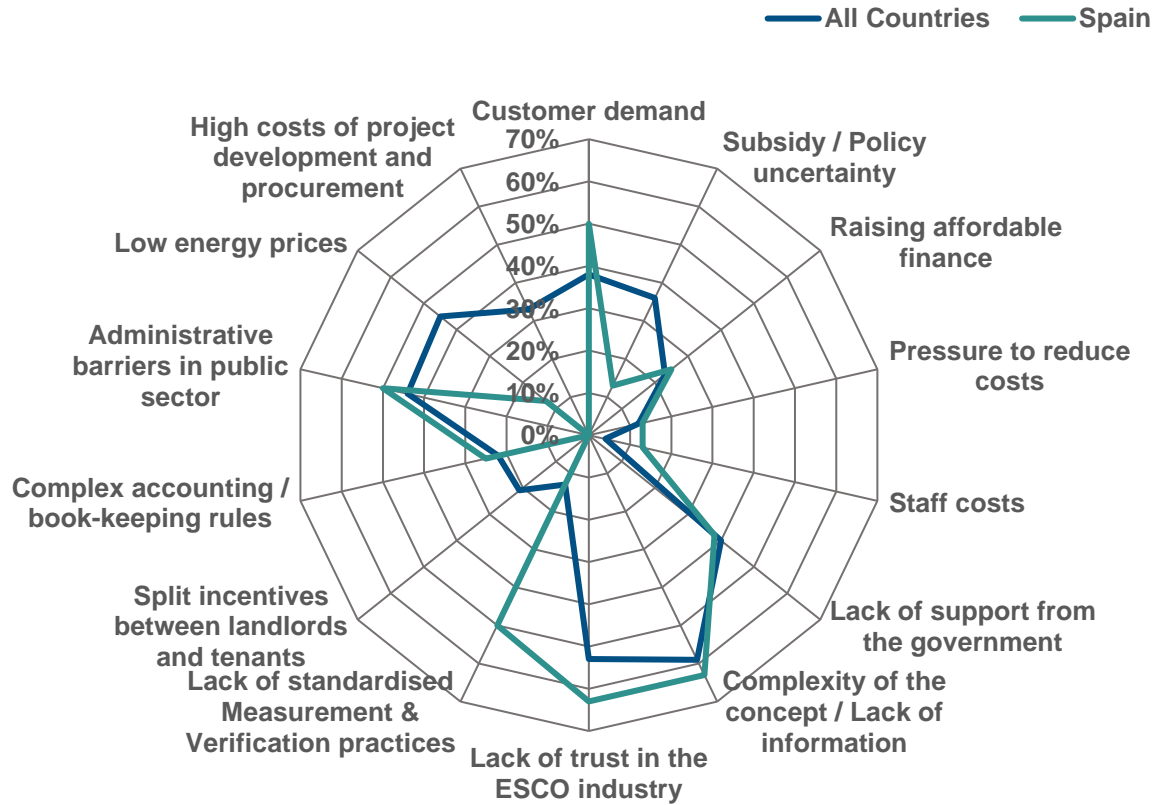 All Countries
Spain
Customer demand
70%
60%
50%
40%
30%
20%
10%
0%
Subsidy / Policy
uncertainty
Raising affordable
finance
Pressure to reduce
costs
Staff costs
Lack of support from
the government
Complexity of the
concept / Lack of
information
Lack of trust in the
ESCO industry
Lack of standardised
Measurement &
Verification practices
Split incentives
between landlords
and tenants
Complex accounting /
book-keeping rules
Administrative
barriers in public
sector
Low energy prices
High costs of project
development and
procurement